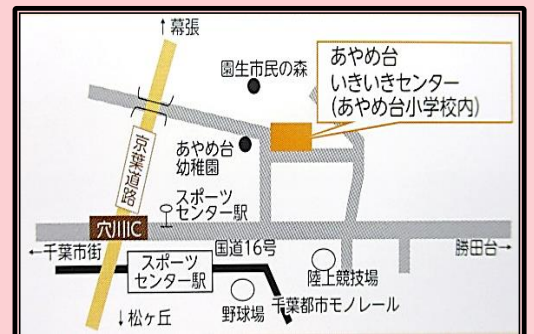 ↑幕張
園生市民の森
あやめ台
いきいきセンター
(あやめ台小学校内)
京葉道路
あやめ台
幼稚園
スポーツ
センター駅
穴川IC
国道16号
←千葉市街
勝田台→
スポーツ
センター駅
陸上競技場
↓松ヶ丘
野球場
千葉都市モノレール